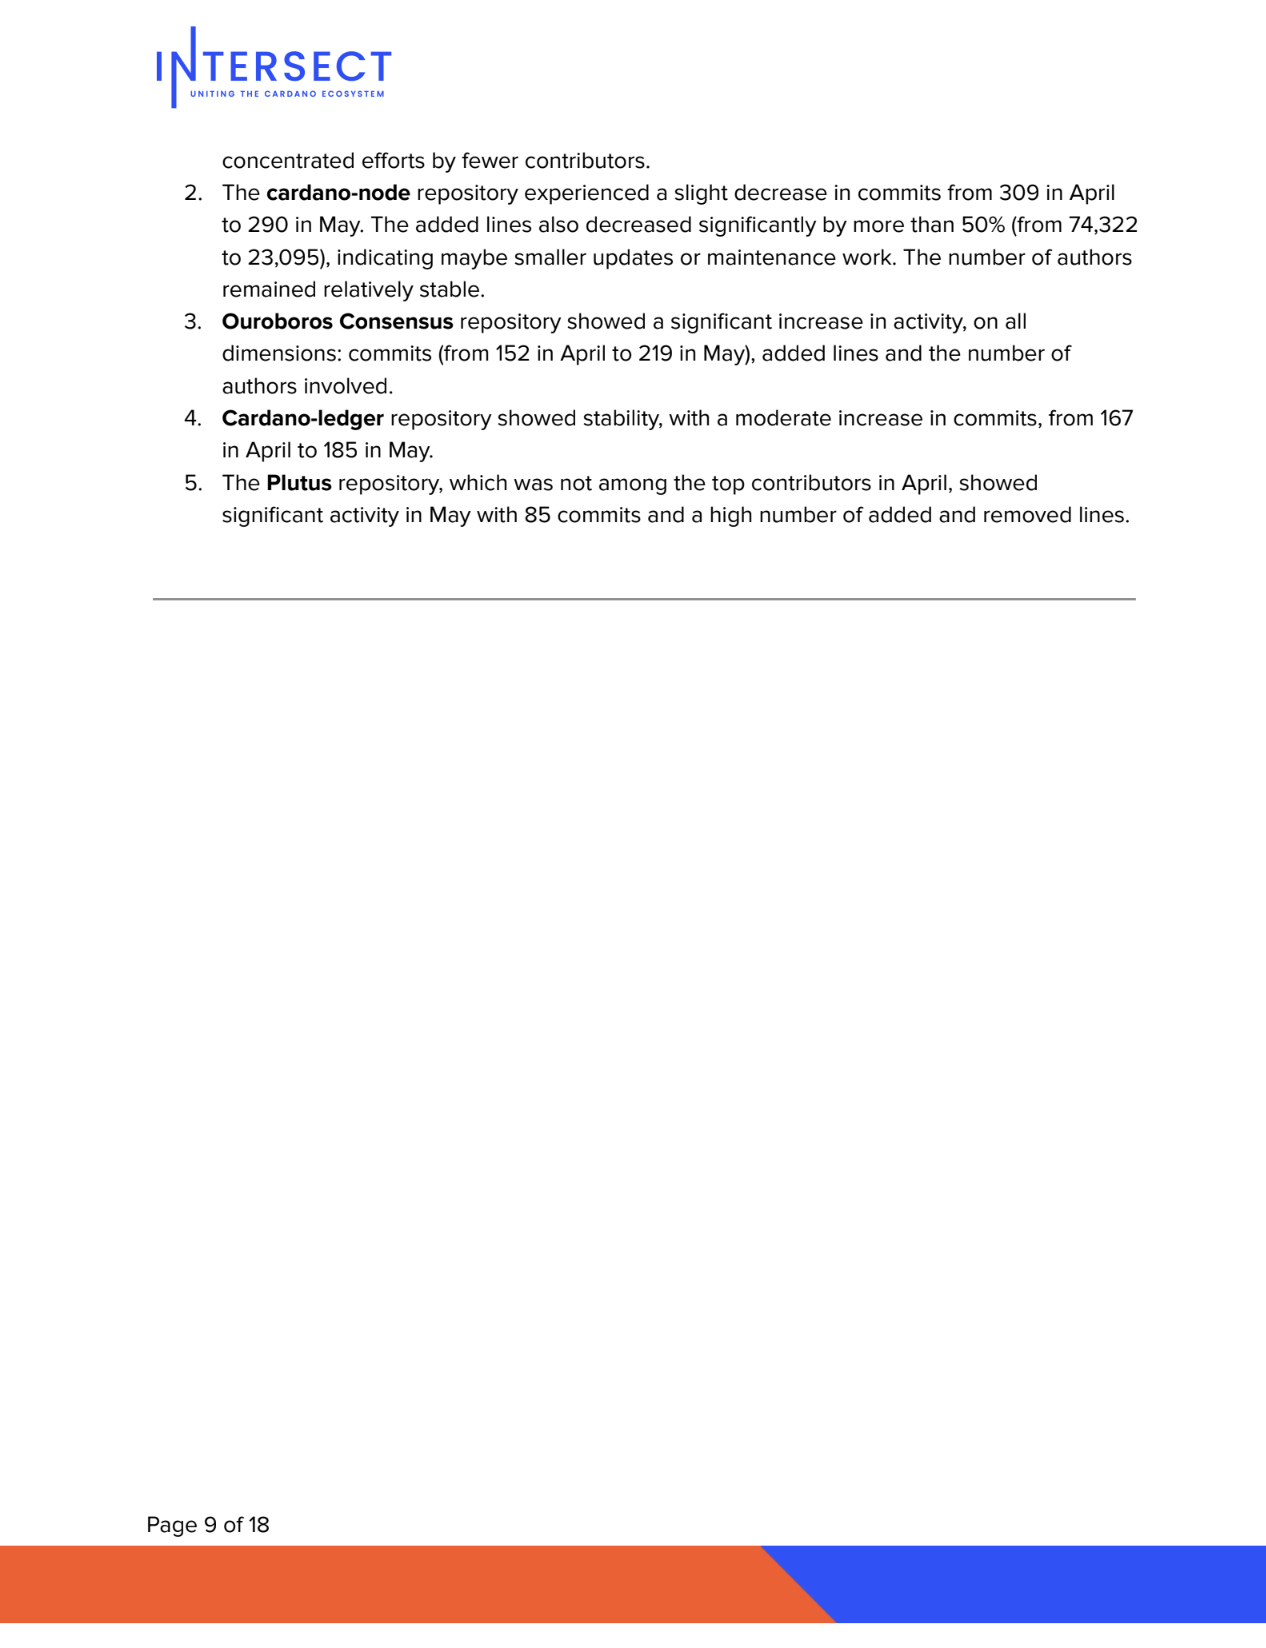 INTERSECT
UNITING THE CARDANO ECOSYSTEM
concentrated efforts by fewer contributors.
2. The cardano-node repository experienced a slight decrease in commits from 309 in April
to 290 in May. The added lines also decreased significantly by more than 50% (from 74,322
to 23,095), indicating maybe smaller updates or maintenance work. The number of authors
remained relatively stable.
3. Ouroboros Consensus repository showed a significant increase in activity, on all
dimensions: commits (from 152 in April to 219 in May), added lines and the number of
authors involved.
4. Cardano-ledger repository showed stability, with a moderate increase in commits, from 167
in April to 185 in May.
5. The Plutus repository, which was not among the top contributors in April, showed
significant activity in May with 85 commits and a high number of added and removed lines.
Page 9 of 18